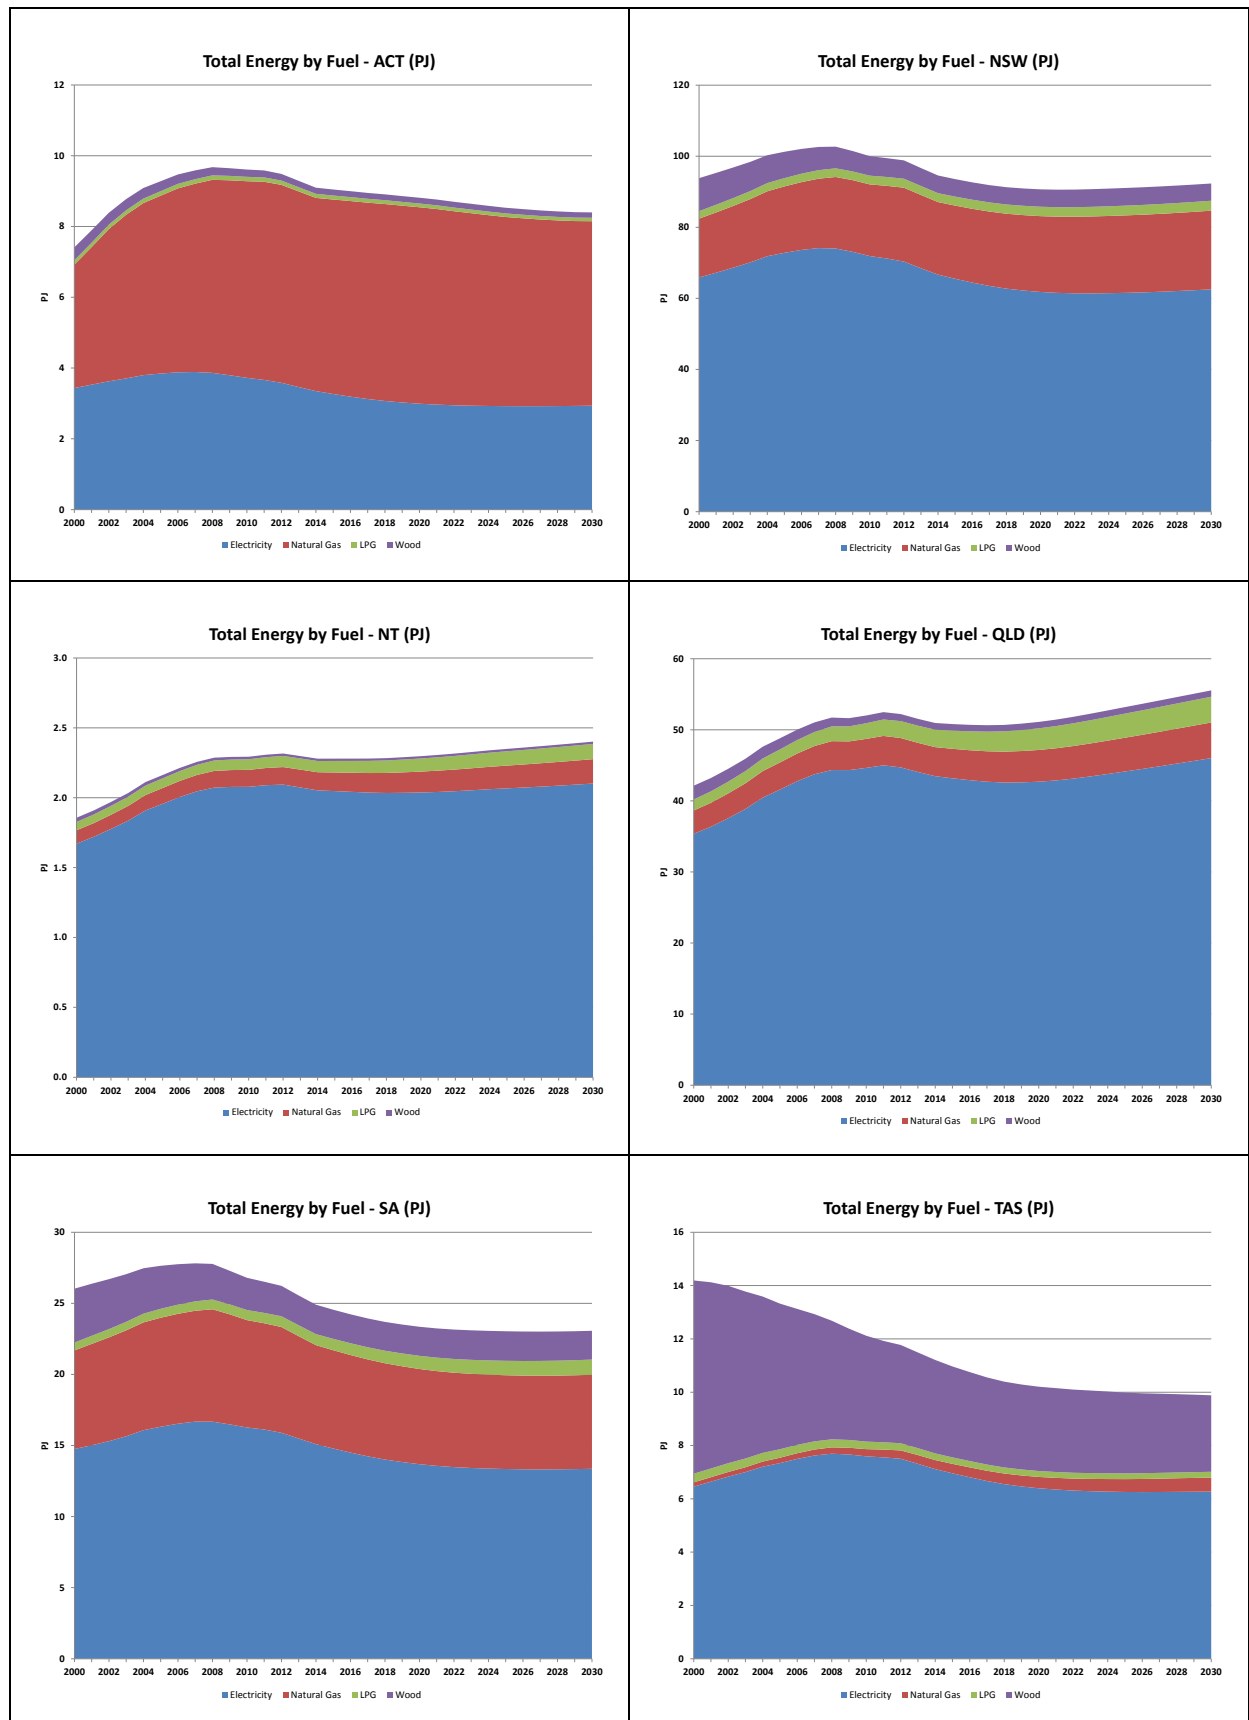 Total Energy by Fuel - ACT (PJ)
12
10
8
6
4
2
0
PJ
2000 2002 2004 2006 2008 2010 2012 2014 2016 2018 2020 2022 2024 2026 2028 2030
Electricity Natural Gas LPG Wood
Total Energy by Fuel - NSW (PJ)
120
100
80
60
40
20
0
PJ
2000 2002 2004 2006 2008 2010 2012 2014 2016 2018 2020 2022 2024 2026 2028 2030
Electricity Natural Gas LPG Wood
Total Energy by Fuel - NT (PJ)
3.0
2.5
2.0
1.5
1.0
0.5
0.0
PJ
2000 2002 2004 2006 2008 2010 2012 2014 2016 2018 2020 2022 2024 2026 2028 2030
Electricity Natural Gas LPG Wood
Total Energy by Fuel - QLD (PJ)
60
50
40
30
20
10
0
PJ
2000 2002 2004 2006 2008 2010 2012 2014 2016 2018 2020 2022 2024 2026 2028 2030
Electricity Natural Gas LPG Wood
Total Energy by Fuel - SA (PJ)
30
25
20
15
10
5
0
PJ
2000 2002 2004 2006 2008 2010 2012 2014 2016 2018 2020 2022 2024 2026 2028 2030
Electricity Natural Gas LPG Wood
Total Energy by Fuel - TAS (PJ)
16
14
12
10
8
6
4
2
0
PJ
2000 2002 2004 2006 2008 2010 2012 2014 2016 2018 2020 2022 2024 2026 2028 2030
Electricity Natural Gas LPG Wood